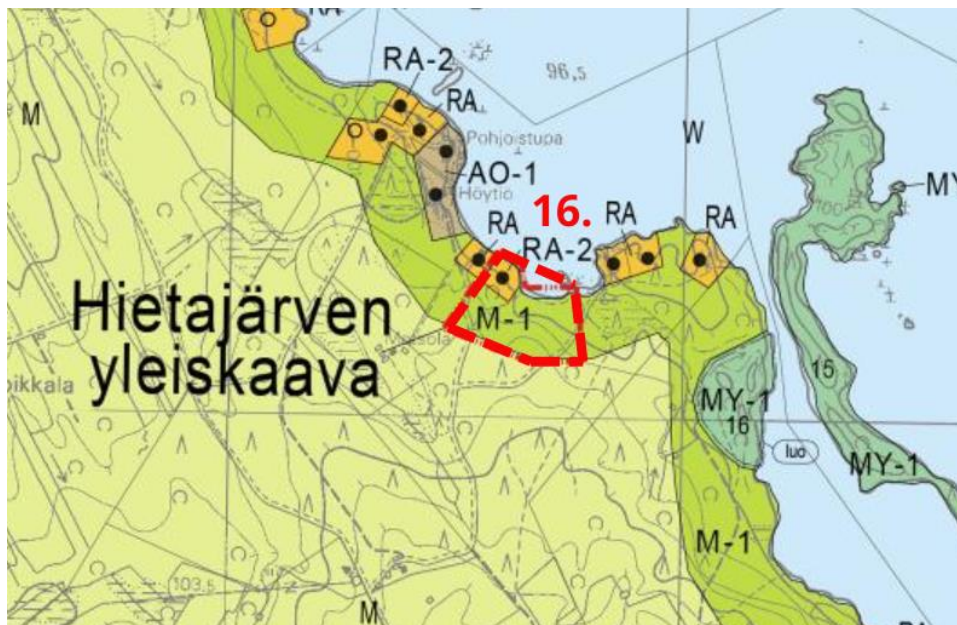 RA
RA-2
RA
96,5
M
W
Pohjoistupa
AO-1
Höytiö
MY
16.
RA
RA
RA
RA-2
M-1
Hietajärven
yleiskaava
15
MY-1
16
luo
MY-1
M-1
103,5
M